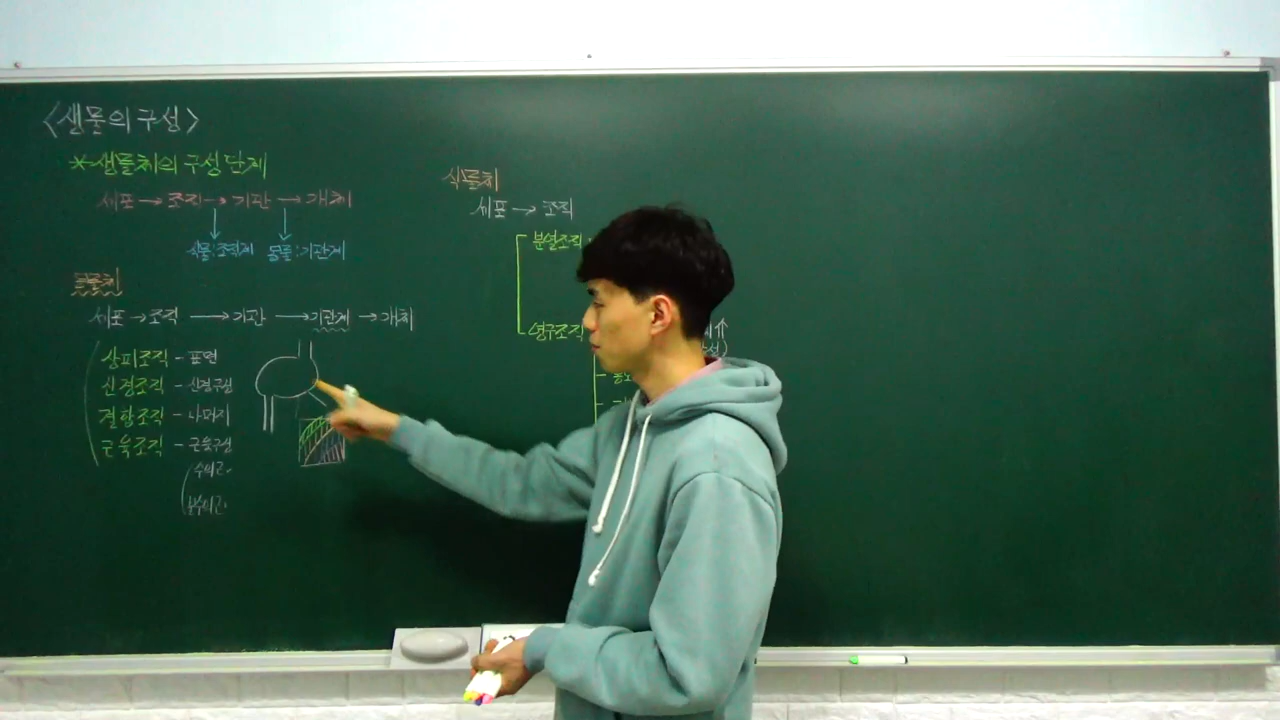 <생물의 구성>
*생물체의 구성 단계
세포 → 조직 → 기관 → 개체
식물:조직계 동물:기관계
동물체
세포 → 조직 → 기관 → 기관계 → 개체
상피조직 - 표면
신경조직 - 신경구성
결합조직 - 나머지
근육조직 - 근육구성
수의근
불수의근
식물체
세포 → 조직
분열조직
영구조직